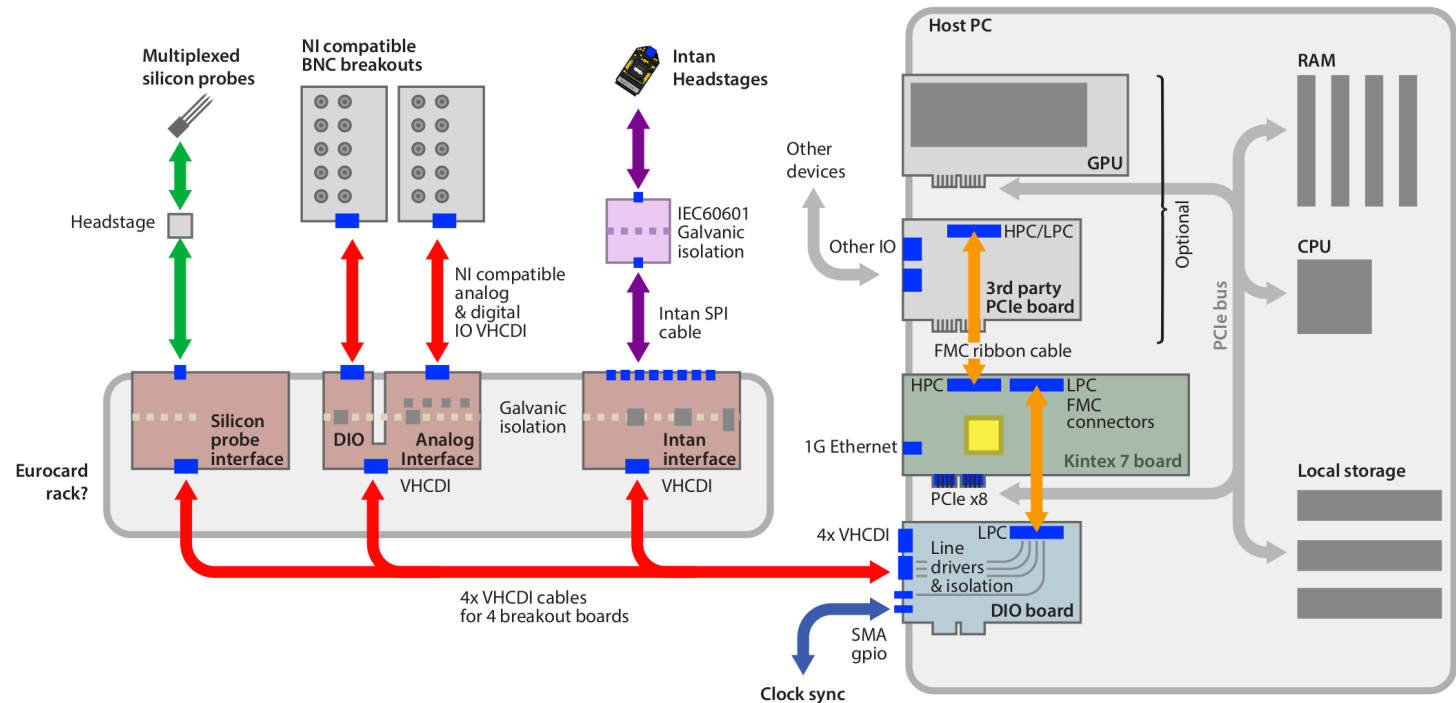 Host PC
Multiplexed
silicon probes
NI compatible
BNC breakouts
Intan
Headstages
RAM
GPU
Other
devices
Optional
Headstage
IEC60601
Galvanic
isolation
HPC/LPC
Other IO
CPU
NI compatible
analog
& digital
IO VHCDI
3rd party
PCIe board
Intan SPI
cable
PCIe bus
FMC ribbon cable
HPC
LPC
FMC
connectors
Silicon
probe
interface
DIO
Analog
Interface
Galvanic
isolation
Intan
interface
1G Ethernet
Kintex 7 board
Eurocard
rack?
VHCDI
VHCDI
PCIe x8
Local storage
4x VHCDI
LPC
Line
drivers
& isolation
DIO board
4x VHCDI cables
for 4 breakout boards
SMA
gpio
Clock sync